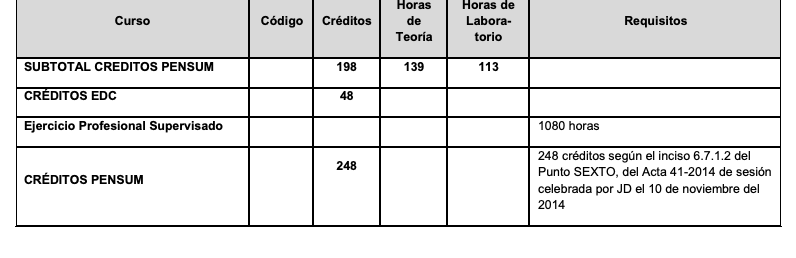 Curso Código Créditos Horas de Teoría Horas de Labora-torio Requisitos
SUBTOTAL CREDITOS PENSUM 198 139 113
CRÉDITOS EDC 48
Ejercicio Profesional Supervisado 1080 horas
CRÉDITOS PENSUM 248
248 créditos según el inciso 6.7.1.2 del
Punto SEXTO, del Acta 41-2014 de sesión
celebrada por JD el 10 de noviembre del
2014